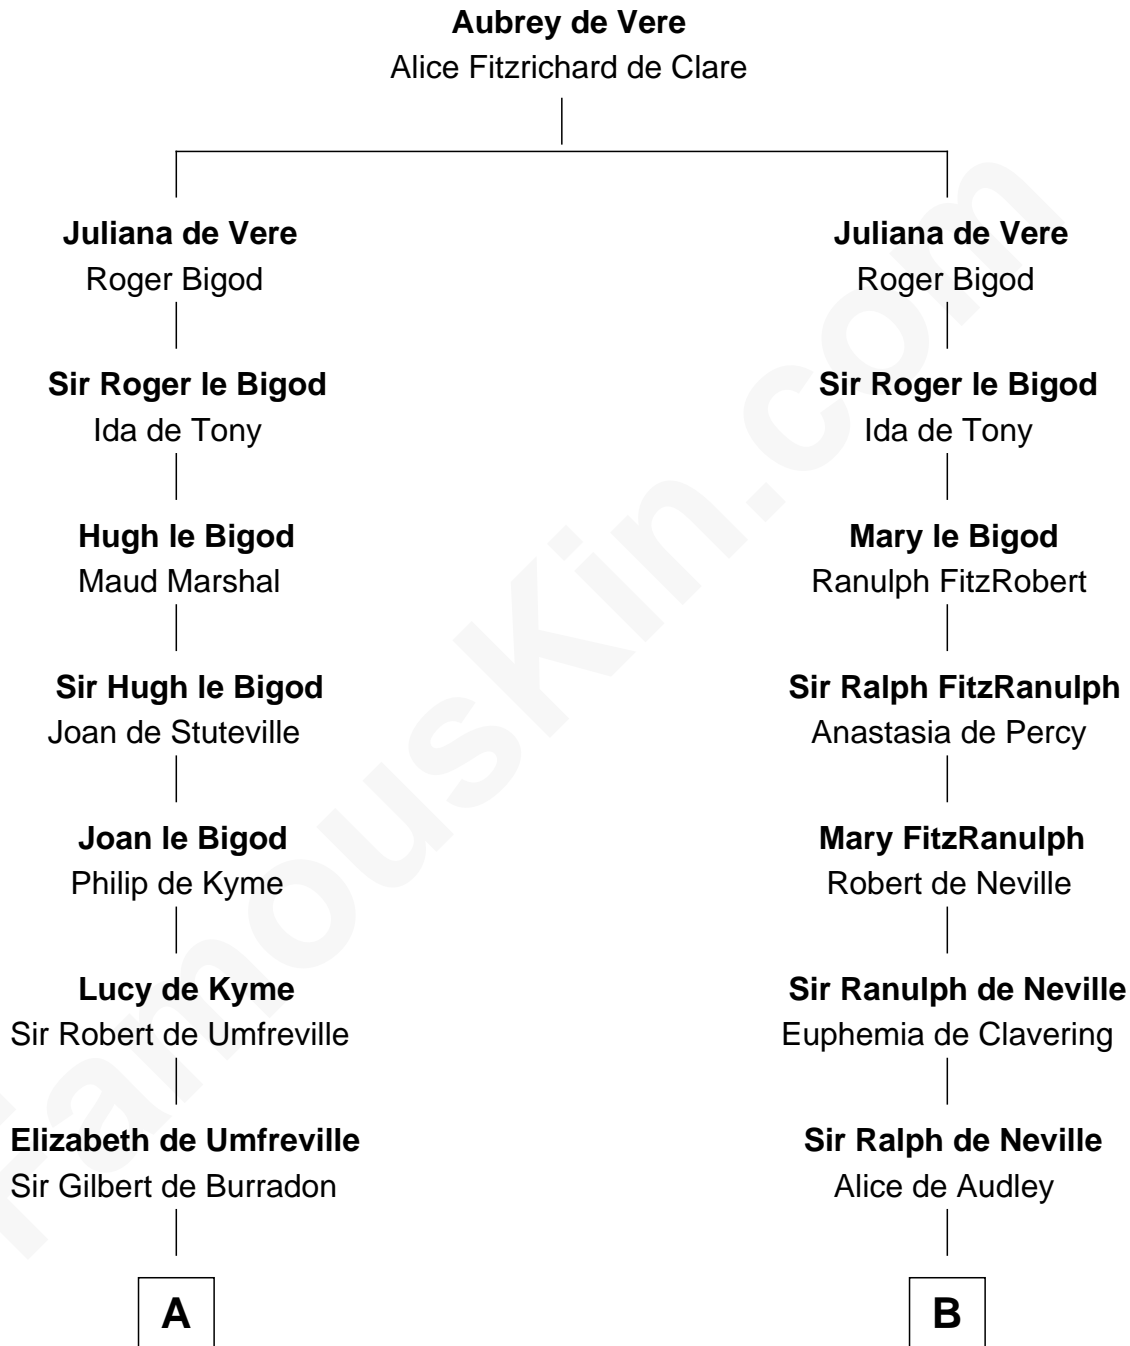 Aubrey de Vere
Alice Fitzrichard de Clare
Juliana de Vere
Roger Bigod
Sir Roger le Bigod
Ida de Tony
Hugh le Bigod
Maud Marshal
Sir Hugh le Bigod
Joan de Stuteville
Joan le Bigod
Philip de Kyme
Lucy de Kyme
Sir Robert de Umfreville
Elizabeth de Umfreville
Sir Gilbert de Burradon
A
Juliana de Vere
Roger Bigod
Sir Roger le Bigod
Ida de Tony
Mary le Bigod
Ranulph FitzRobert
Sir Ralph FitzRanulph
Anastasia de Percy
Mary FitzRanulph
Robert de Neville
Sir Ranulph de Neville
Euphemia de Clavering
Sir Ralph de Neville
Alice de Audley
B
FamousKin.com